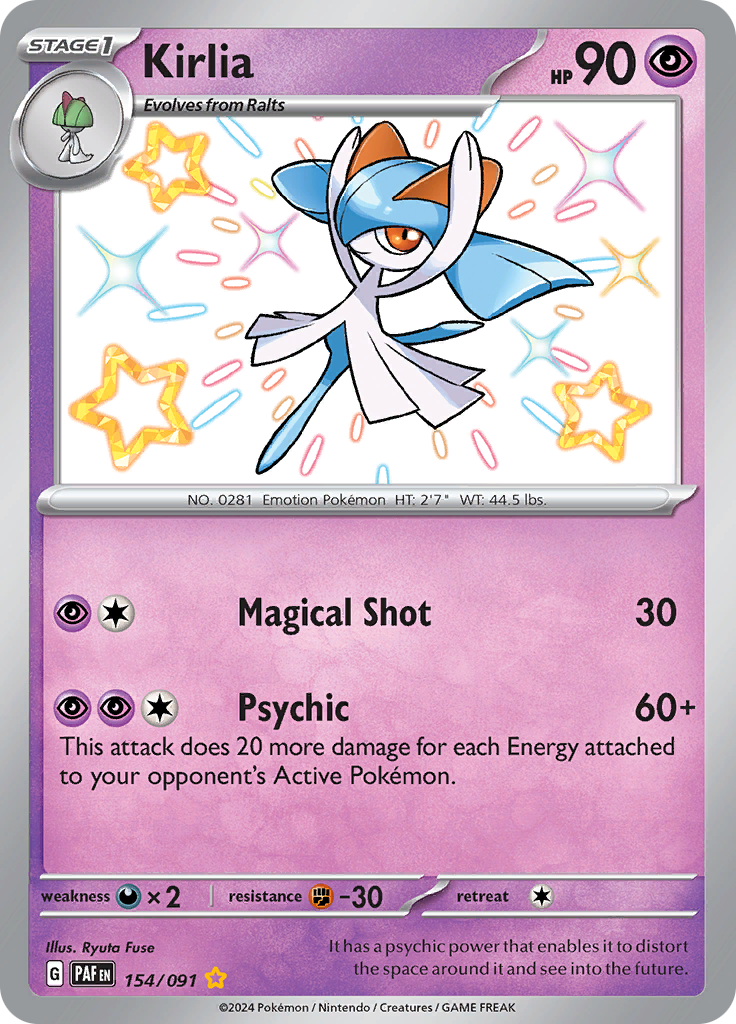 STAGE1
Kirlia
HP 90
Evolves from Ralts
NO. 0281 Emotion Pokémon HT: 2'7" WT: 44.5 lbs.
Magical Shot 30
Psychic 60+
This attack does 20 more damage for each Energy attached
to your opponent's Active Pokémon.
weakness ×2 resistance -30 retreat
Illus. Ryuta Fuse
It has a psychic power that enables it to distort
the space around it and see into the future.
G PAF EN 154/091
©2024 Pokémon / Nintendo / Creatures / GAME FREAK